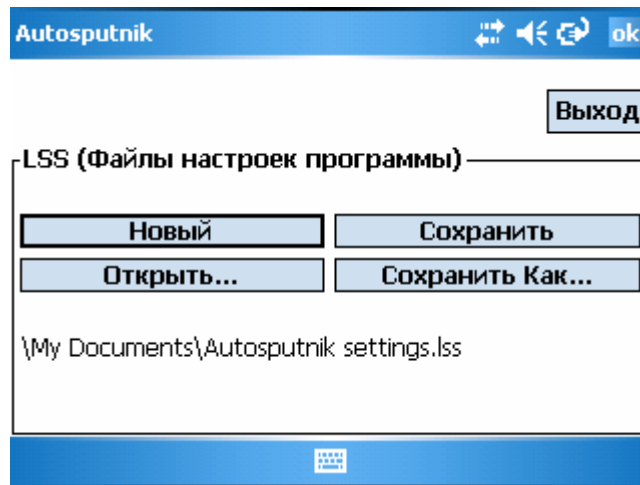 Autosputnik ok
Выход
LSS (Файлы настроек программы)
Новый Сохранить
Открыть... Сохранить Как...
\My Documents\Autosputnik settings.lss